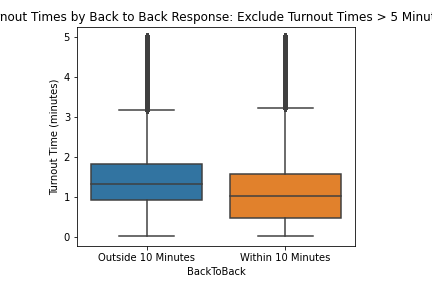 nout Times by Back to Back Response: Exclude Turnout Times > 5 Minut
5
4
3
2
1
0
Turnout Time (minutes)
Outside 10 Minutes
Within 10 Minutes
BackToBack